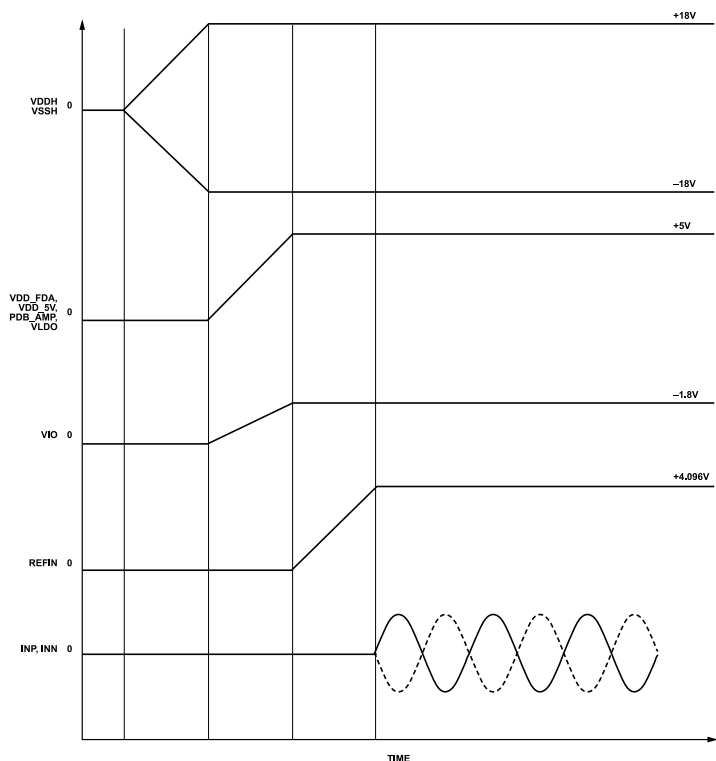 +18V
VDDH
VSSH
0
–18V
+5V
VDD_FDA,
VDD_5V,
PDB_AMP,
VLDO
0
–1.8V
VIO 0
+4.096V
REFIN 0
INP, INN 0
TIME